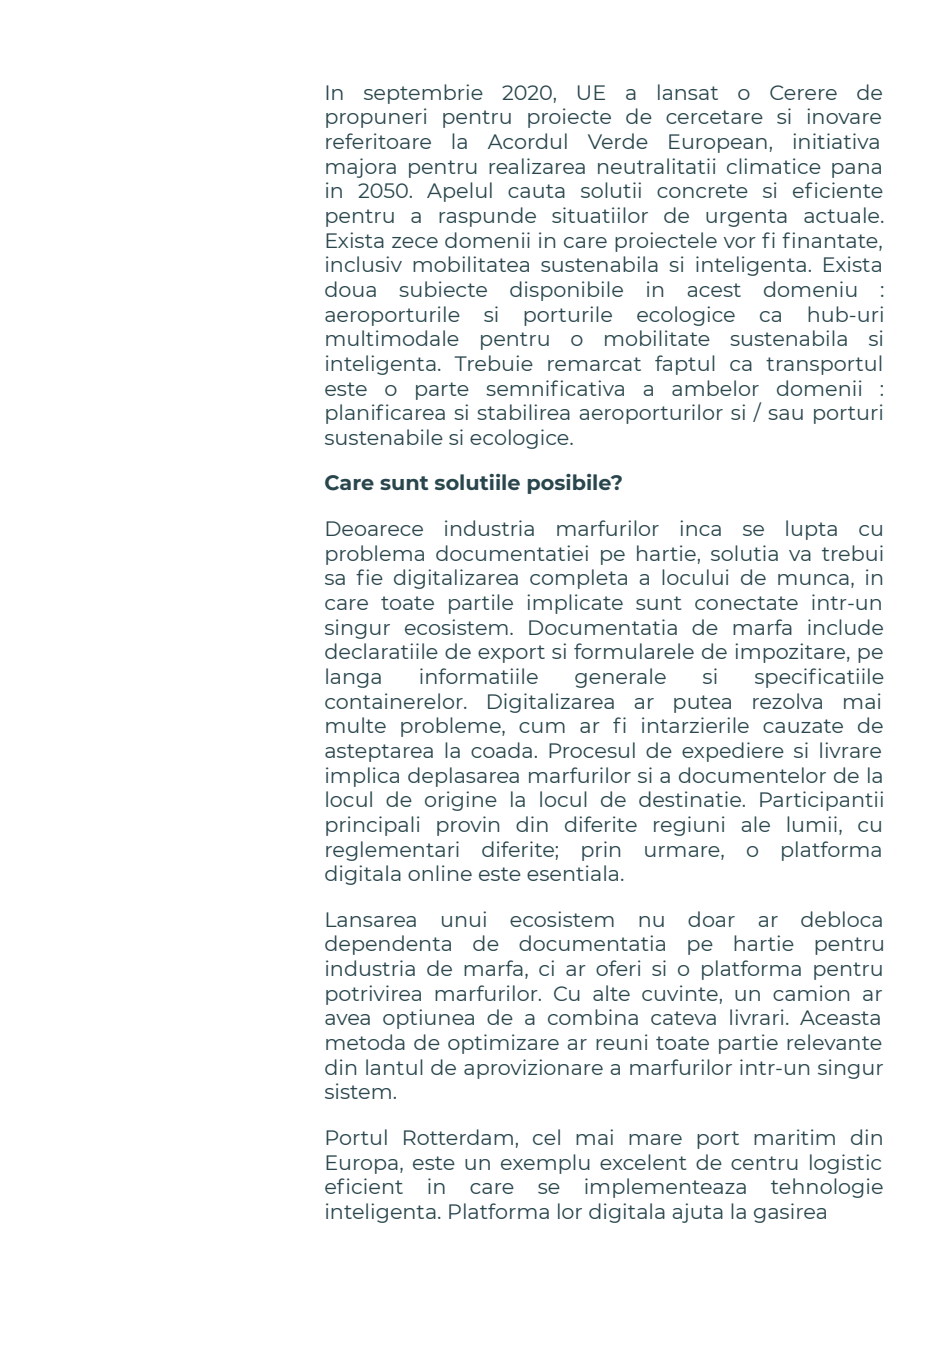 In septembrie 2020, UE a lansat o Cerere de
propuneri pentru proiecte de cercetare si inovare
referitoare la Acordul Verde European, initiativa
majora pentru realizarea neutralitatii climatice pana
in 2050. Apelul cauta solutii concrete si eficiente
pentru a raspunde situatiilor de urgenta actuale.
Exista zece domenii in care proiectele vor fi finantate,
inclusiv mobilitatea sustenabila si inteligenta. Exista
doua subiecte disponibile in acest domeniu :
aeroporturile si porturile ecologice ca hub-uri
multimodale pentru o mobilitate sustenabila si
inteligenta. Trebuie remarcat faptul ca transportul
este o parte semnificativa a ambelor domenii :
planificarea si stabilirea aeroporturilor si / sau porturi
sustenabile si ecologice.
Care sunt solutiile posibile?
Deoarece industria marfurilor inca se lupta cu
problema documentatiei pe hartie, solutia va trebui
sa fie digitalizarea completa a locului de munca, in
care toate partile implicate sunt conectate intr-un
singur ecosistem. Documentatia de marfa include
declaratiile de export si formularele de impozitare, pe
langa informatiile generale si specificatiile
containerelor. Digitalizarea ar putea rezolva mai
multe probleme, cum ar fi intarzierile cauzate de
asteptarea la coada. Procesul de expediere si livrare
implica deplasarea marfurilor si a documentelor de la
locul de origine la locul de destinatie. Participantii
principali provin din diferite regiuni ale lumii, cu
reglementari diferite; prin urmare, o platforma
digitala online este esentiala.
Lansarea unui ecosistem nu doar ar debloca
dependenta de documentatia pe hartie pentru
industria de marfa, ci ar oferi si o platforma pentru
potrivirea marfurilor. Cu alte cuvinte, un camion ar
avea optiunea de a combina cateva livrari. Aceasta
metoda de optimizare ar reuni toate partie relevante
din lantul de aprovizionare a marfurilor intr-un singur
sistem.
Portul Rotterdam, cel mai mare port maritim din
Europa, este un exemplu excelent de centru logistic
eficient in care se implementeaza tehnologie
inteligenta. Platforma lor digitala ajuta la gasirea